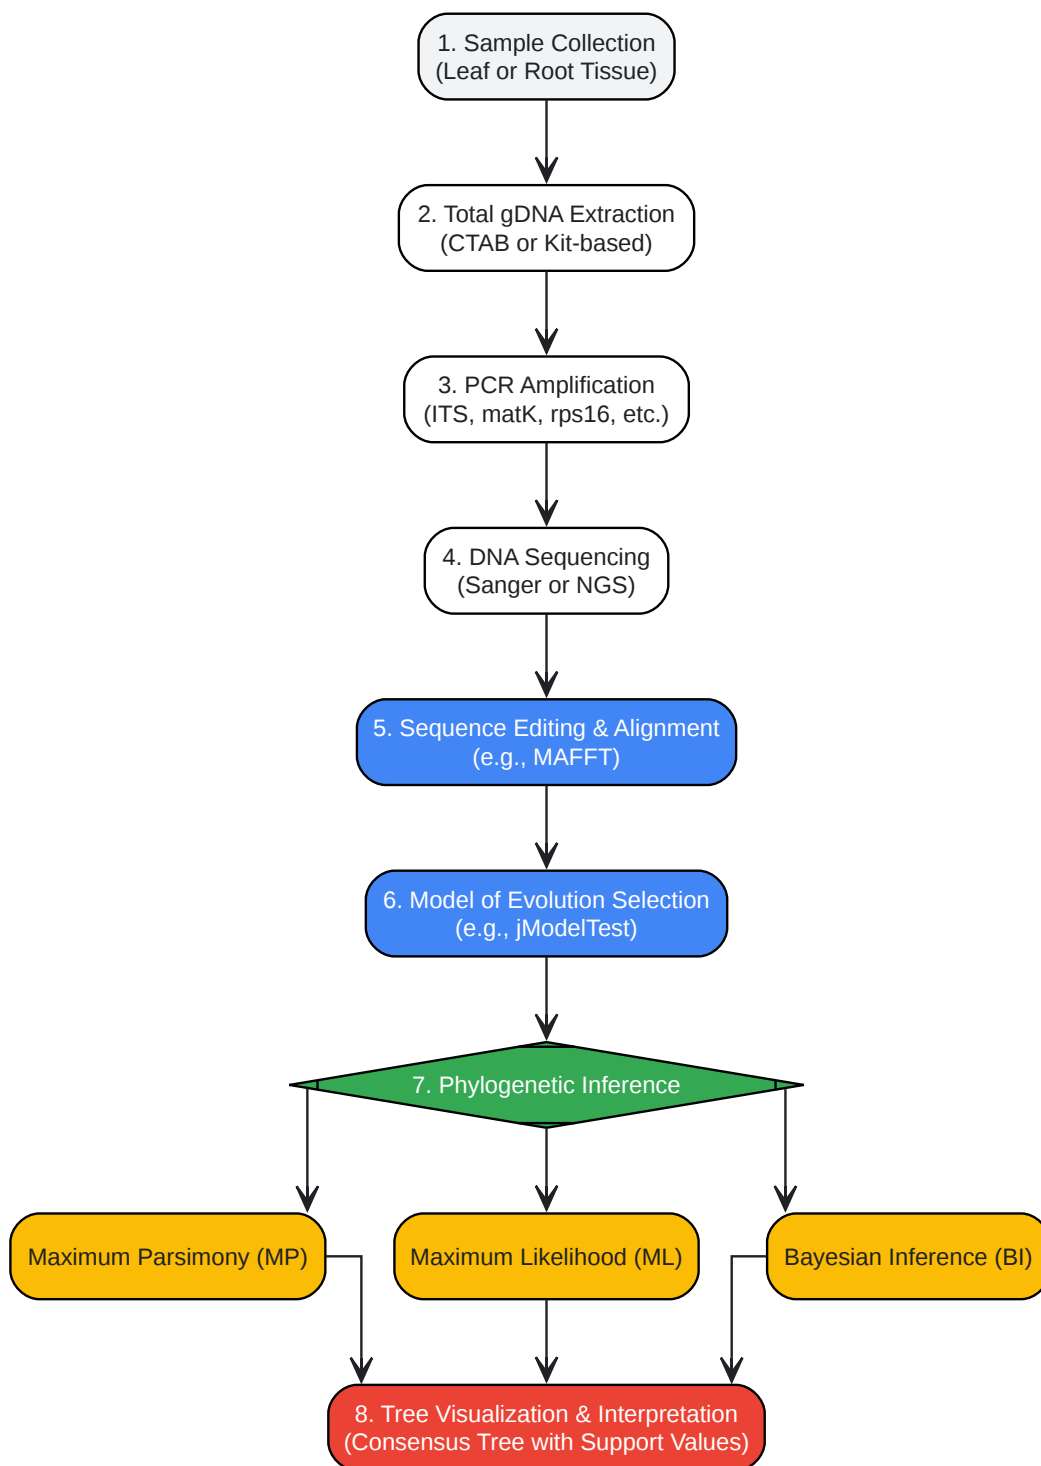 1. Sample Collection
(Leaf or Root Tissue)
2. Total gDNA Extraction
(CTAB or Kit-based)
3. PCR Amplification
(ITS, matK, rps16, etc.)
4. DNA Sequencing
(Sanger or NGS)
5. Sequence Editing & Alignment
(e.g., MAFFT)
6. Model of Evolution Selection
(e.g., jModelTest)
7. Phylogenetic Inference
Maximum Parsimony (MP)
Maximum Likelihood (ML)
Bayesian Inference (BI)
8. Tree Visualization & Interpretation
(Consensus Tree with Support Values)